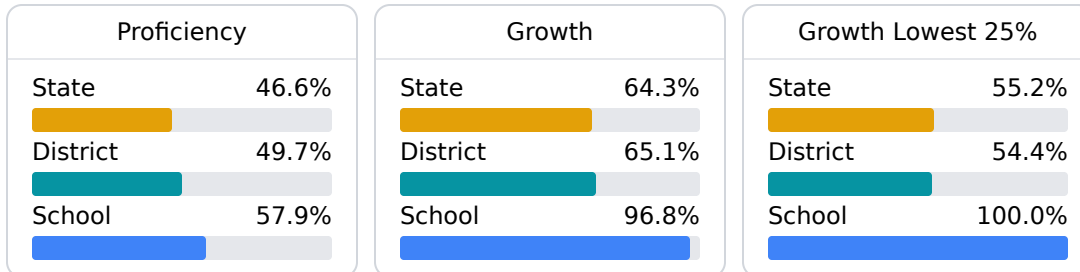 Proficiency
State 46.6%
District 49.7%
School 57.9%
Growth
State 64.3%
District 65.1%
School 96.8%
Growth Lowest 25%
State 55.2%
District 54.4%
School 100.0%